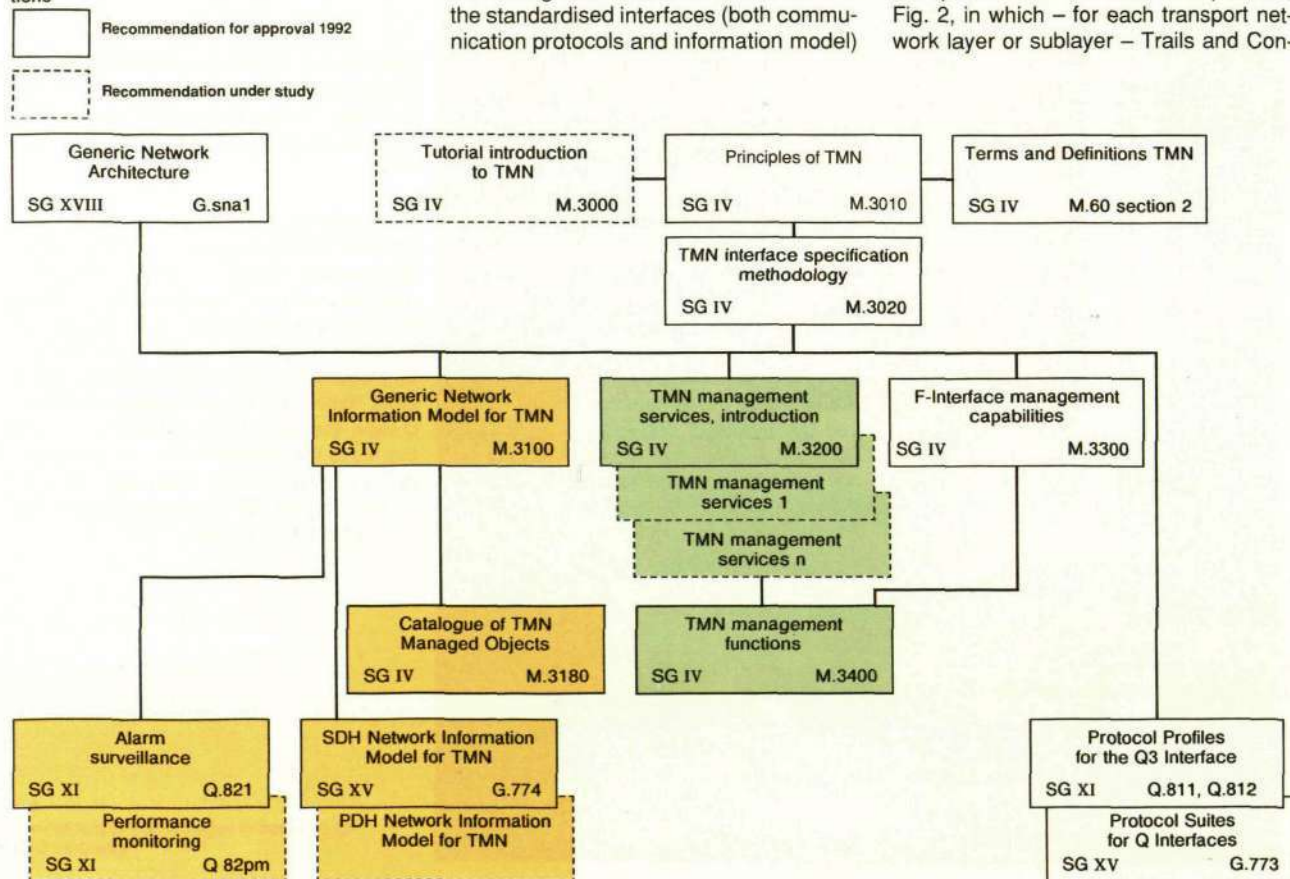 tions
Recommendation for approval 1992
Recommendation under study
the standardised interfaces (both commu-
nication protocols and information model)
Fig. 2, in which – for each transport net-
work layer or sublayer – Trails and Con-
Generic Network
Architecture
SG XVIII G.sna1
Tutorial introduction
to TMN
SG IV M.3000
Principles of TMN
SG IV M.3010
Terms and Definitions TMN
SG IV M.60 section 2
TMN interface specification
methodology
SG IV M.3020
Generic Network
Information Model for TMN
SG IV M.3100
TMN management
services, introduction
SG IV M.3200
TMN management
services 1
TMN management
services n
F-Interface management
capabilities
SG IV M.3300
Catalogue of TMN
Managed Objects
SG IV M.3180
TMN management
functions
SG IV M.3400
Alarm
surveillance
SG XI Q.821
Performance
monitoring
SG XI Q 82pm
SDH Network Information
Model for TMN
SG XV G.774
PDH Network Information
Model for TMN
Protocol Profiles
for the Q3 Interface
SG XI Q.811, Q.812
Protocol Suites
for Q Interfaces
SG XV G.773